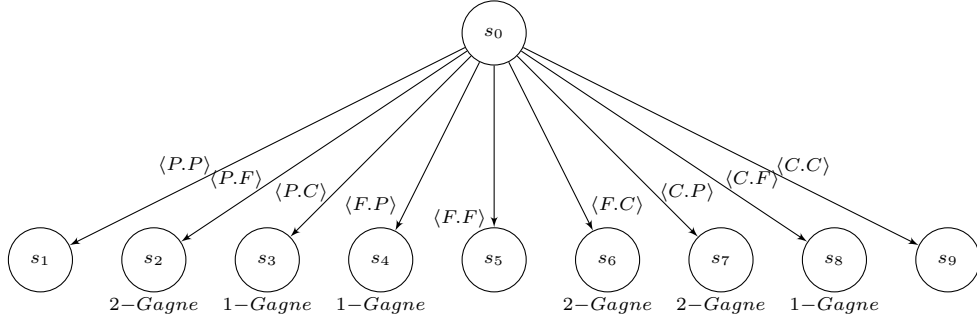 s₀
⟨P.P⟩ ⟨P.F⟩ ⟨P.C⟩ ⟨F.P⟩ ⟨F.F⟩ ⟨F.C⟩ ⟨C.P⟩ ⟨C.F⟩ ⟨C.C⟩
s₁ s₂ s₃ s₄ s₅ s₆ s₇ s₈ s₉
2−Gagne 1−Gagne 1−Gagne 2−Gagne 2−Gagne 1−Gagne